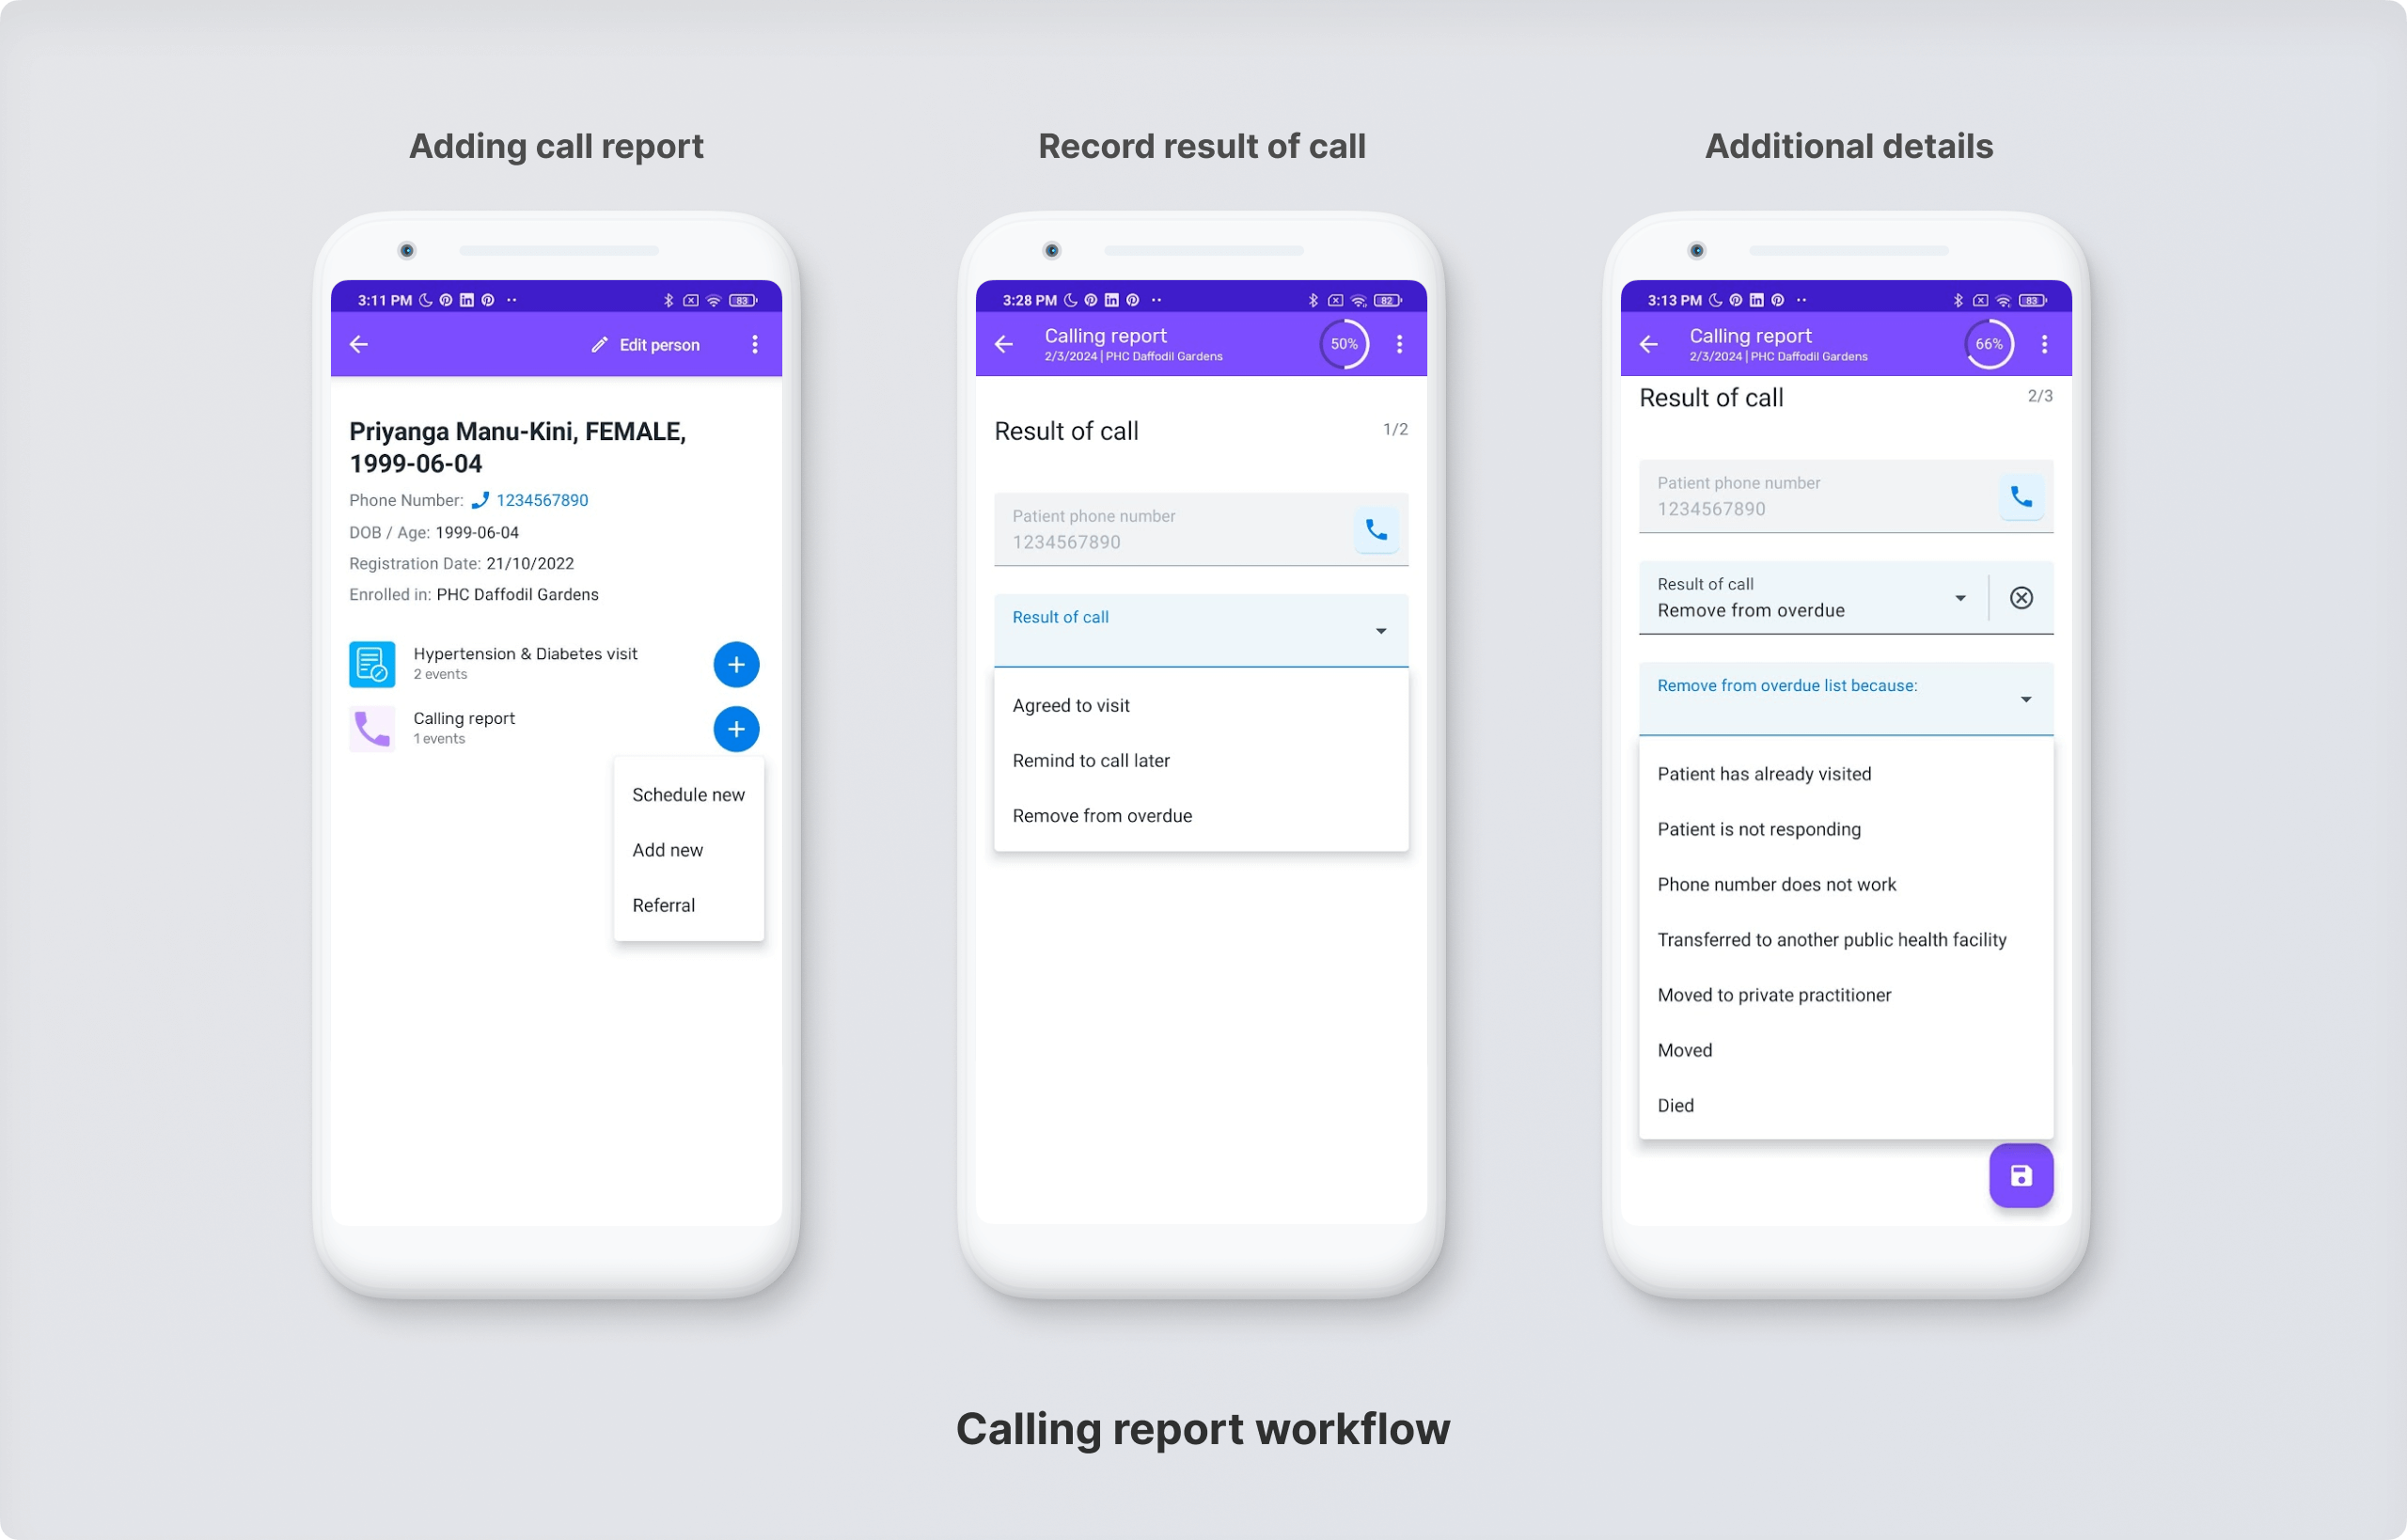 Adding call report
Record result of call
Additional details
3:11 PM
83
Edit person
Priyanga Manu-Kini, FEMALE,
1999-06-04
Phone Number: 1234567890
DOB / Age: 1999-06-04
Registration Date: 21/10/2022
Enrolled in: PHC Daffodil Gardens
Hypertension & Diabetes visit
2 events
Calling report
1 events
Schedule new
Add new
Referral
3:28 PM
82
Calling report
2/3/2024 | PHC Daffodil Gardens
50%
Result of call
1/2
Patient phone number
1234567890
Result of call
Agreed to visit
Remind to call later
Remove from overdue
3:13 PM
83
Calling report
2/3/2024 | PHC Daffodil Gardens
66%
Result of call
2/3
Patient phone number
1234567890
Result of call
Remove from overdue
Remove from overdue list because:
Patient has already visited
Patient is not responding
Phone number does not work
Transferred to another public health facility
Moved to private practitioner
Moved
Died
Calling report workflow